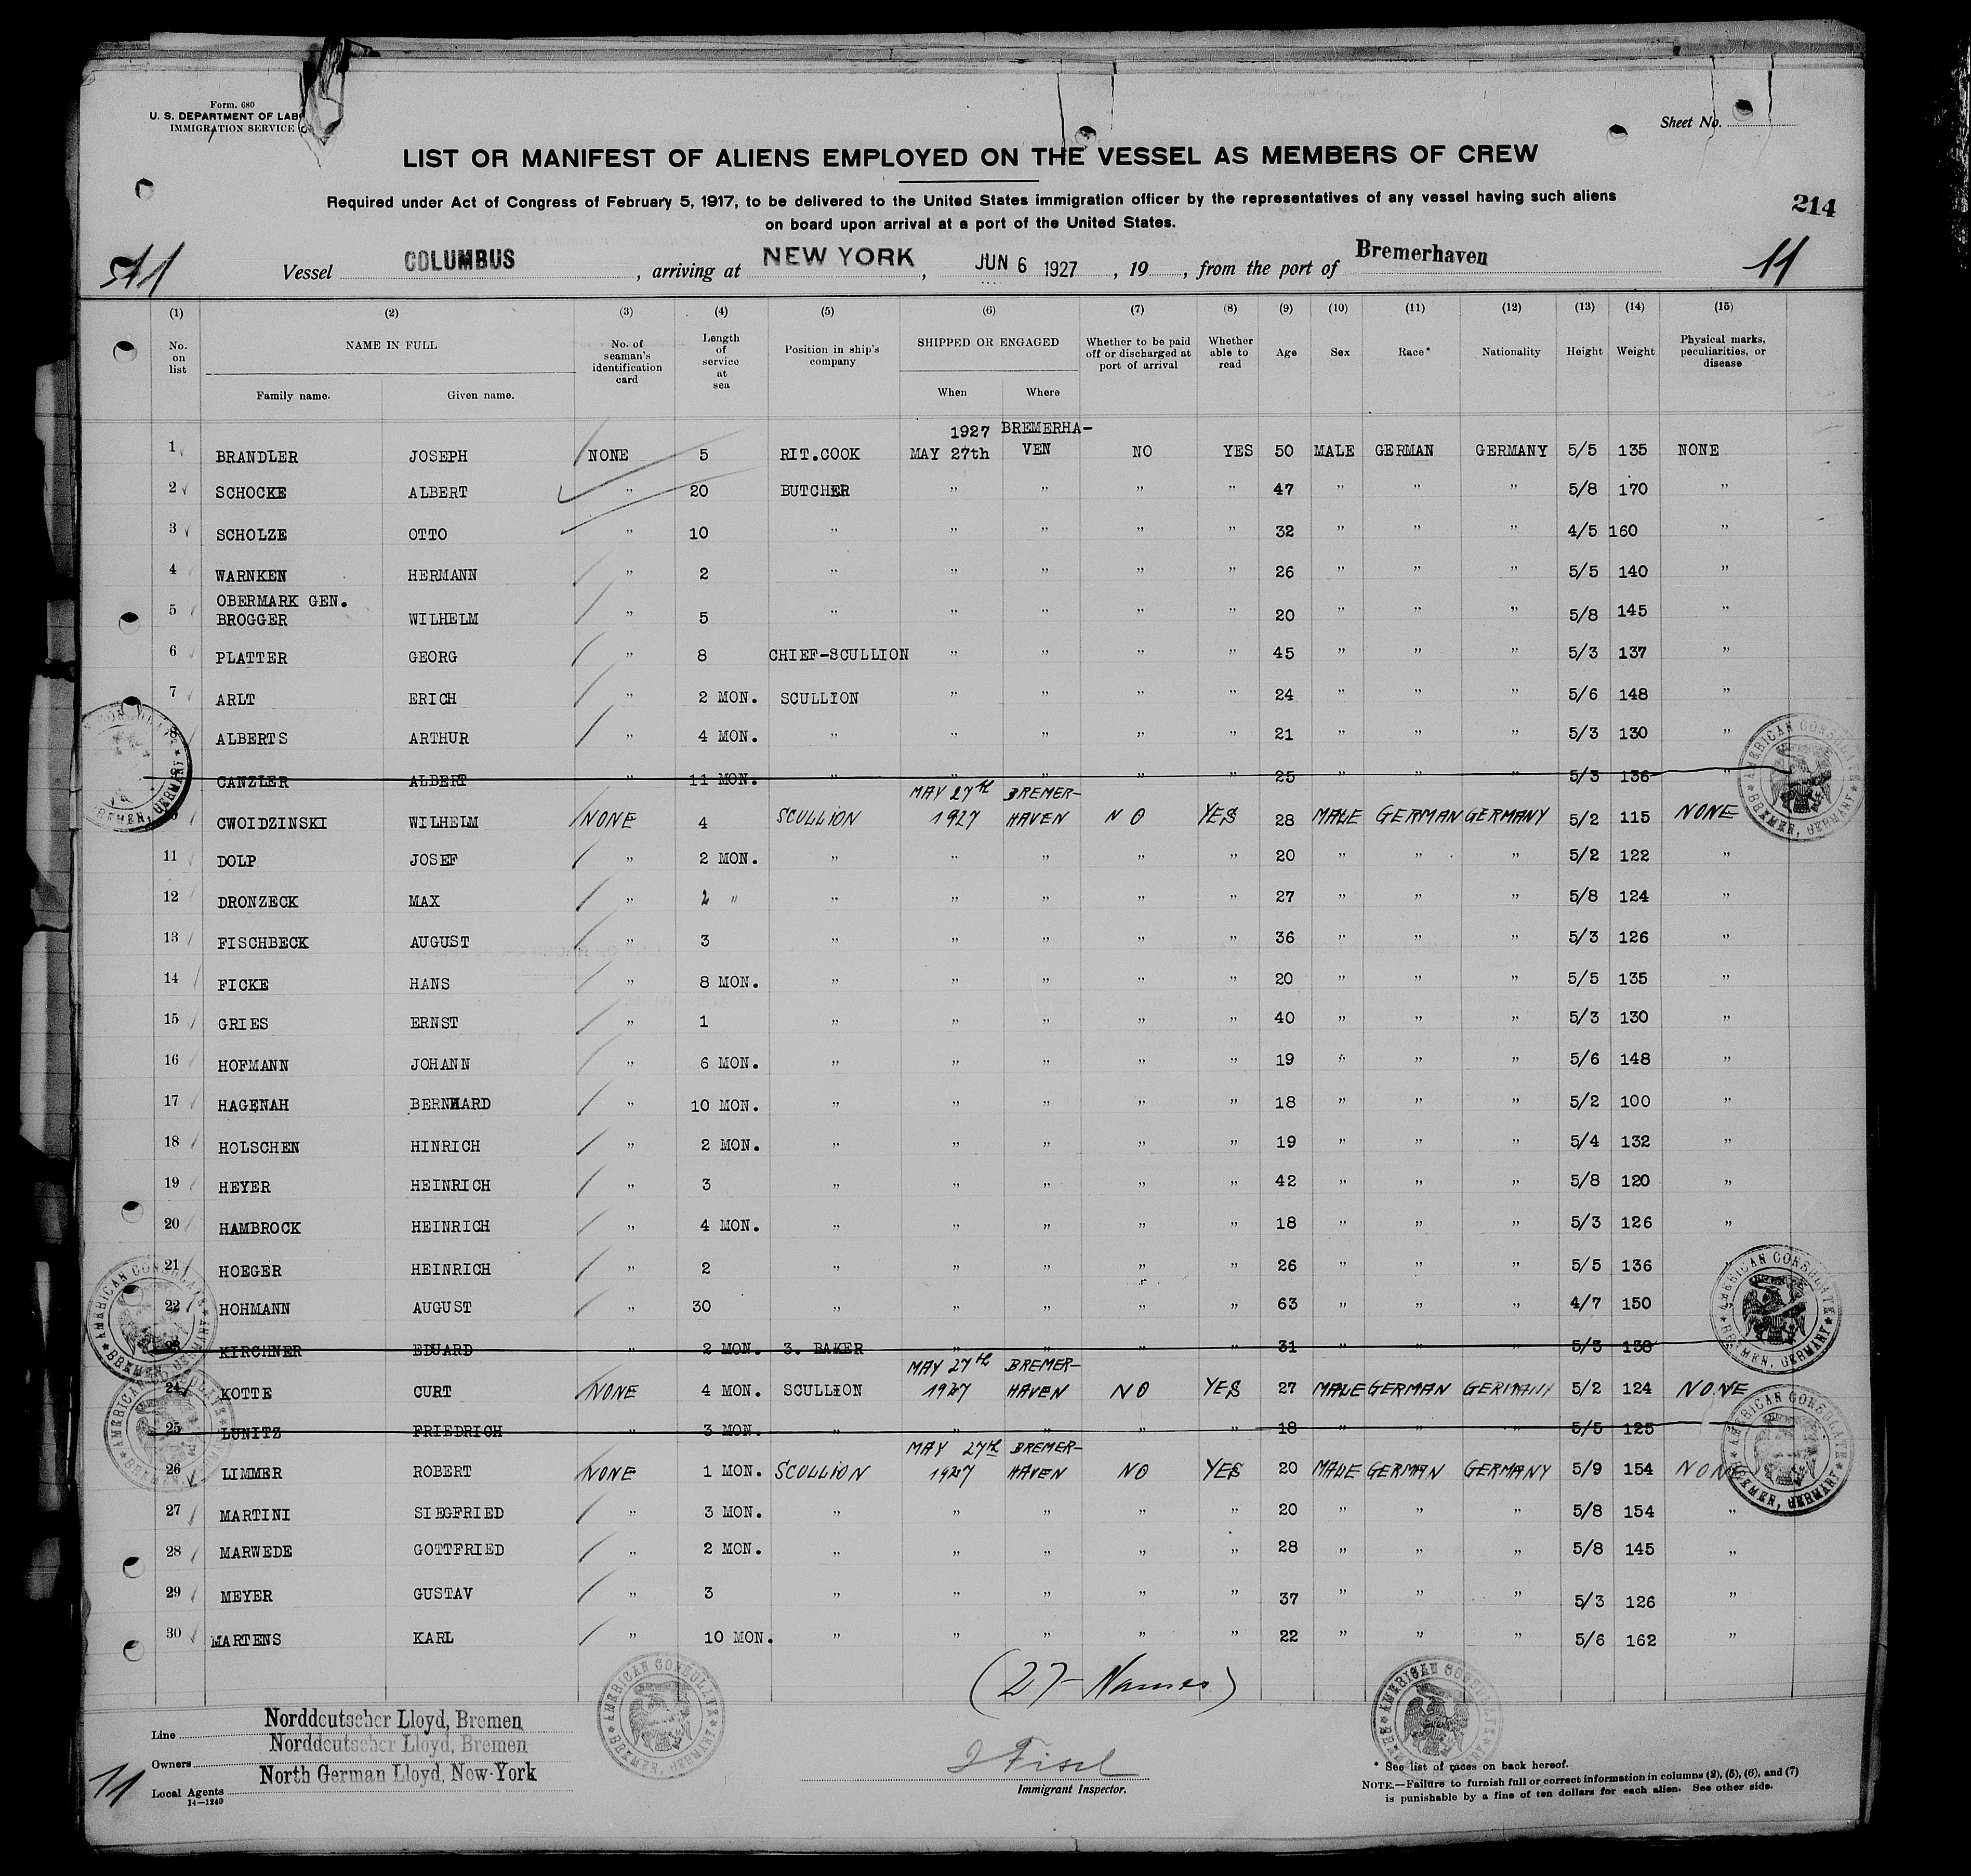 Form. 680
U. S. DEPARTMENT OF LAB
IMMIGRATION SERVICE
Sheet No.
LIST OR MANIFEST OF ALIENS EMPLOYED ON THE VESSEL AS MEMBERS OF CREW
Required under Act of Congress of February 5, 1917, to be delivered to the United States immigration officer by the representatives of any vessel having such aliens
on board upon arrival at a port of the United States.
214
11 Vessel COLUMBUS, arriving at NEW YORK, JUN 6 1927, 19, from the port of Bremerhaven 11
(1) (2) (3) (4) (5) (6) (7) (8) (9) (10) (11) (12) (13) (14) (15)
No. on list NAME IN FULL Family name. Given name. No. of seaman's identification card Length of service at sea Position in ship's company SHIPPED OR ENGAGED When Where Whether to be paid off or discharged at port of arrival Whether able to read Age Sex Race* Nationality Height Weight Physical marks, peculiarities, or disease
1 BRANDLER JOSEPH NONE 5 RIT.COOK 1927 MAY 27th BREMERHA-VEN NO YES 50 MALE GERMAN GERMANY 5/5 135 NONE
2 SCHOCKE ALBERT " 20 BUTCHER " " " " 47 " " " 5/8 170 "
3 SCHOLZE OTTO " 10 " " " " " 32 " " " 4/5 160 "
4 WARNKEN HERMANN " 2 " " " " " 26 " " " 5/5 140 "
5 OBERMARK GEN. BROGGER WILHELM " 5 " " " " " 20 " " " 5/8 145 "
6 PLATTER GEORG " 8 CHIEF-SCULLION " " " " 45 " " " 5/3 137 "
7 ARLT ERICH " 2 MON. SCULLION " " " " 24 " " " 5/6 148 "
8 ALBERTS ARTHUR " 4 MON. " " " " " 21 " " " 5/3 130 "
CANZLER ALBERT " 11 MON. " " " " " 25 " " " 5/3 136 "
CWOIDZINSKI WILHELM NONE 4 SCULLION MAY 27th 1927 BREMER-HAVEN NO YES 28 MALE GERMAN GERMANY 5/2 115 NONE
11 DOLP JOSEF " 2 MON. " " " " " 20 " " " 5/2 122 "
12 DRONZECK MAX " 2 " " " " " " 27 " " " 5/8 124 "
13 FISCHBECK AUGUST " 3 " " " " " 36 " " " 5/3 126 "
14 FICKE HANS " 8 MON. " " " " " 20 " " " 5/5 135 "
15 GRIES ERNST " 1 " " " " " 40 " " " 5/3 130 "
16 HOFMANN JOHANN " 6 MON. " " " " " 19 " " " 5/6 148 "
17 HAGENAH BERNHARD " 10 MON. " " " " " 18 " " " 5/2 100 "
18 HOLSCHEN HINRICH " 2 MON. " " " " " 19 " " " 5/4 132 "
19 HEYER HEINRICH " 3 " " " " " 42 " " " 5/8 120 "
20 HAMBROCK HEINRICH " 4 MON. " " " " " 18 " " " 5/3 126 "
21 HOEGER HEINRICH " 2 " " " " " 26 " " " 5/5 136
22 HOHMANN AUGUST " 30 " " " " " 63 " " " 4/7 150
23 KIRCHNER EDUARD " 2 MON. 3. BAKER " " " " 31 " " " 5/3 138
24 KOTTE CURT NONE 4 MON. SCULLION MAY 27th 1927 BREMER-HAVEN NO YES 27 MALE GERMAN GERMANY 5/2 124 NONE
25 LUNITZ FRIEDRICH " 3 MON. " " " " " 18 " " " 5/5 125
26 LIMMER ROBERT NONE 1 MON. SCULLION MAY 27th 1927 BREMER-HAVEN NO YES 20 MALE GERMAN GERMANY 5/9 154 NONE
27 MARTINI SIEGFRIED " 3 MON. " " " " " 20 " " " 5/8 154 "
28 MARWEDE GOTTFRIED " 2 MON. " " " " " 28 " " " 5/8 145 "
29 MEYER GUSTAV " 3 " " " " " 37 " " " 5/3 126 "
30 MARTENS KARL " 10 MON. " " " " " 22 " " " 5/6 162 "
(27 - Names)
AMERICAN CONSULATE BREMEN, GERMANY
Line Norddeutscher Lloyd, Bremen
Owners Norddeutscher Lloyd, Bremen
Local Agents North German Lloyd, New-York
14-1240
11
Immigrant Inspector.
* See list of races on back hereof.
NOTE.—Failure to furnish full or correct information in columns (2), (5), (6), and (7)
is punishable by a fine of ten dollars for each alien. See other side.